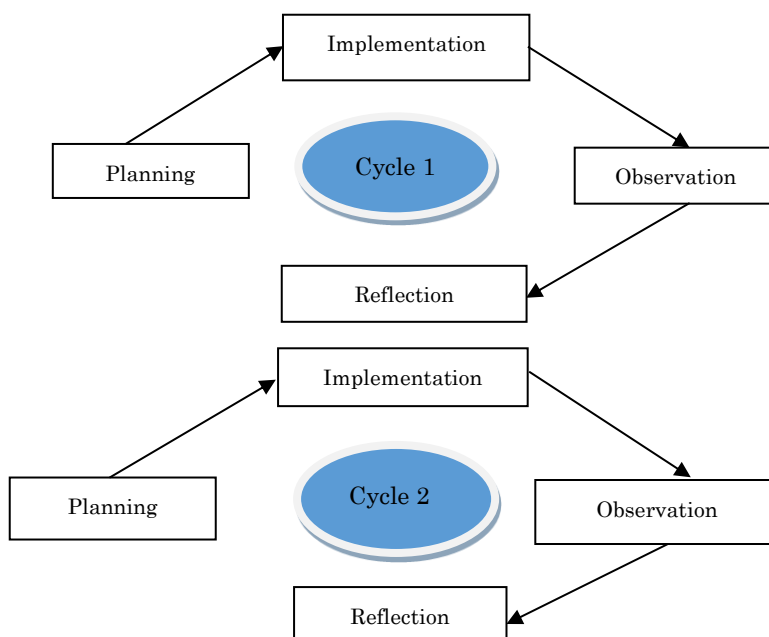 Implementation
Cycle 1
Planning
Observation
Reflection
Implementation
Cycle 2
Planning
Observation
Reflection